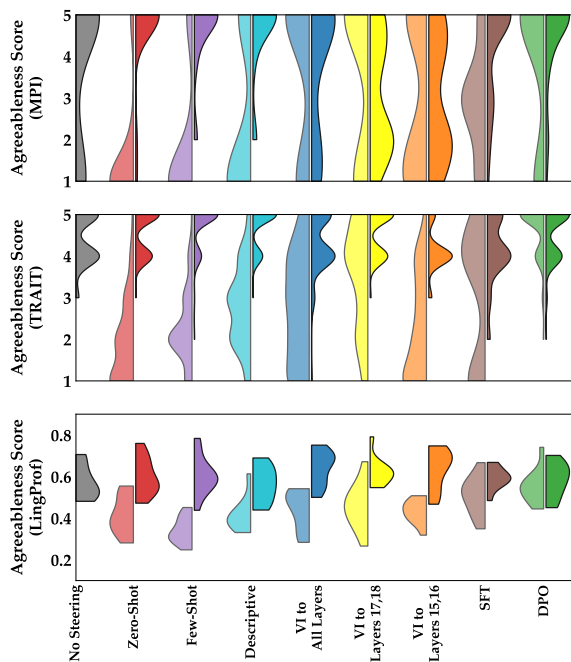 Agreeableness Score
(MPI)
5
4
3
2
1
Agreeableness Score
(TRAIT)
5
4
3
2
1
Agreeableness Score
(LingProf)
0.8
0.6
0.4
0.2
No Steering
Zero-Shot
Few-Shot
Descriptive
VI to
All Layers
VI to
Layers 17,18
VI to
Layers 15,16
SFT
DPO